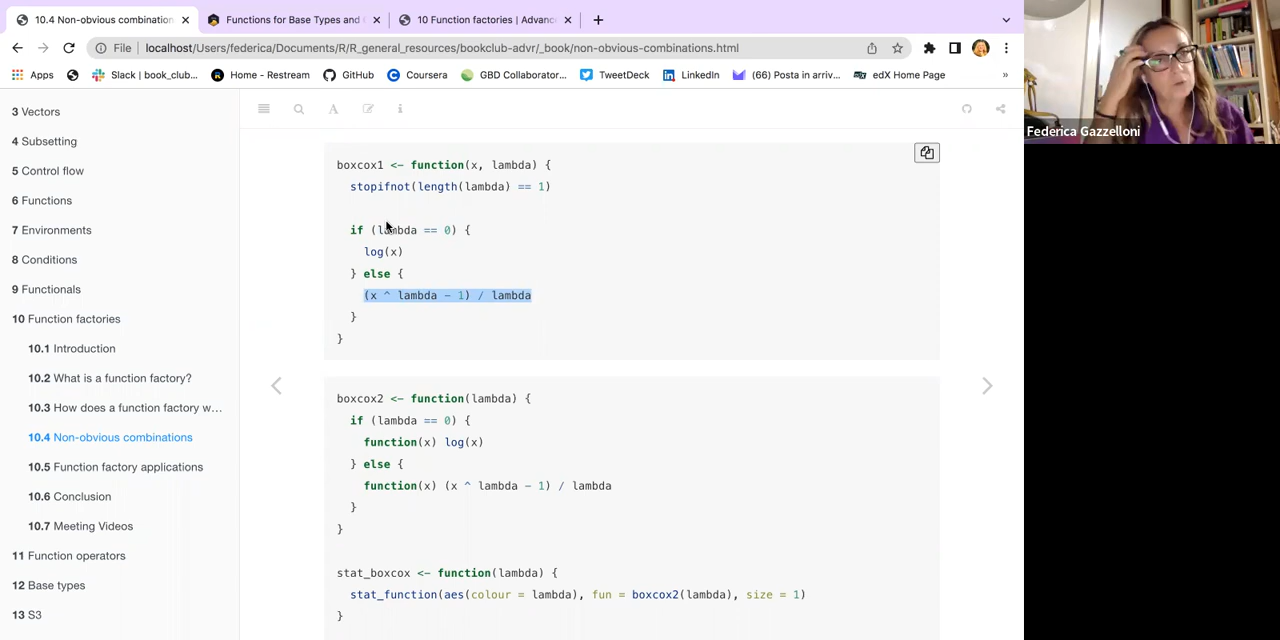 10.4 Non-obvious combination
Functions for Base Types and
10 Function factories | Advanc
File localhost/Users/federica/Documents/R/R_general_resources/bookclub-advr/_book/non-obvious-combinations.html
Apps
Slack | book_club...
Home - Restream
GitHub
Coursera
GBD Collaborator...
TweetDeck
LinkedIn
(66) Posta in arriv...
edX Home Page
»
Federica Gazzelloni
3 Vectors
4 Subsetting
5 Control flow
6 Functions
7 Environments
8 Conditions
9 Functionals
10 Function factories
10.1 Introduction
10.2 What is a function factory?
10.3 How does a function factory w...
10.4 Non-obvious combinations
10.5 Function factory applications
10.6 Conclusion
10.7 Meeting Videos
11 Function operators
12 Base types
13 S3
boxcox1 <- function(x, lambda) {
stopifnot(length(lambda) == 1)
if (lambda == 0) {
log(x)
} else {
(x ^ lambda - 1) / lambda
}
}
boxcox2 <- function(lambda) {
if (lambda == 0) {
function(x) log(x)
} else {
function(x) (x ^ lambda - 1) / lambda
}
}
stat_boxcox <- function(lambda) {
stat_function(aes(colour = lambda), fun = boxcox2(lambda), size = 1)
}